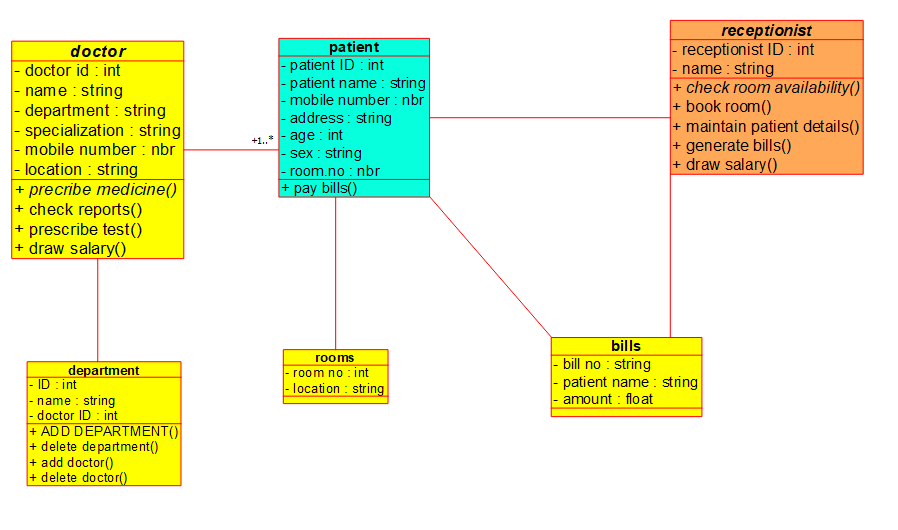 doctor
- doctor id : int
- name : string
- department : string
- specialization : string
- mobile number : nbr
- location : string
+ precribe medicine()
+ check reports()
+ prescribe test()
+ draw salary()
+1..*
patient
- patient ID : int
- patient name : string
- mobile number : nbr
- address : string
- age : int
- sex : string
- room.no : nbr
+ pay bills()
receptionist
- receptionist ID : int
- name : string
+ check room availability()
+ book room()
+ maintain patient details()
+ generate bills()
+ draw salary()
department
- ID : int
- name : string
- doctor ID : int
+ ADD DEPARTMENT()
+ delete department()
+ add doctor()
+ delete doctor()
rooms
- room no : int
- location : string
bills
- bill no : string
- patient name : string
- amount : float